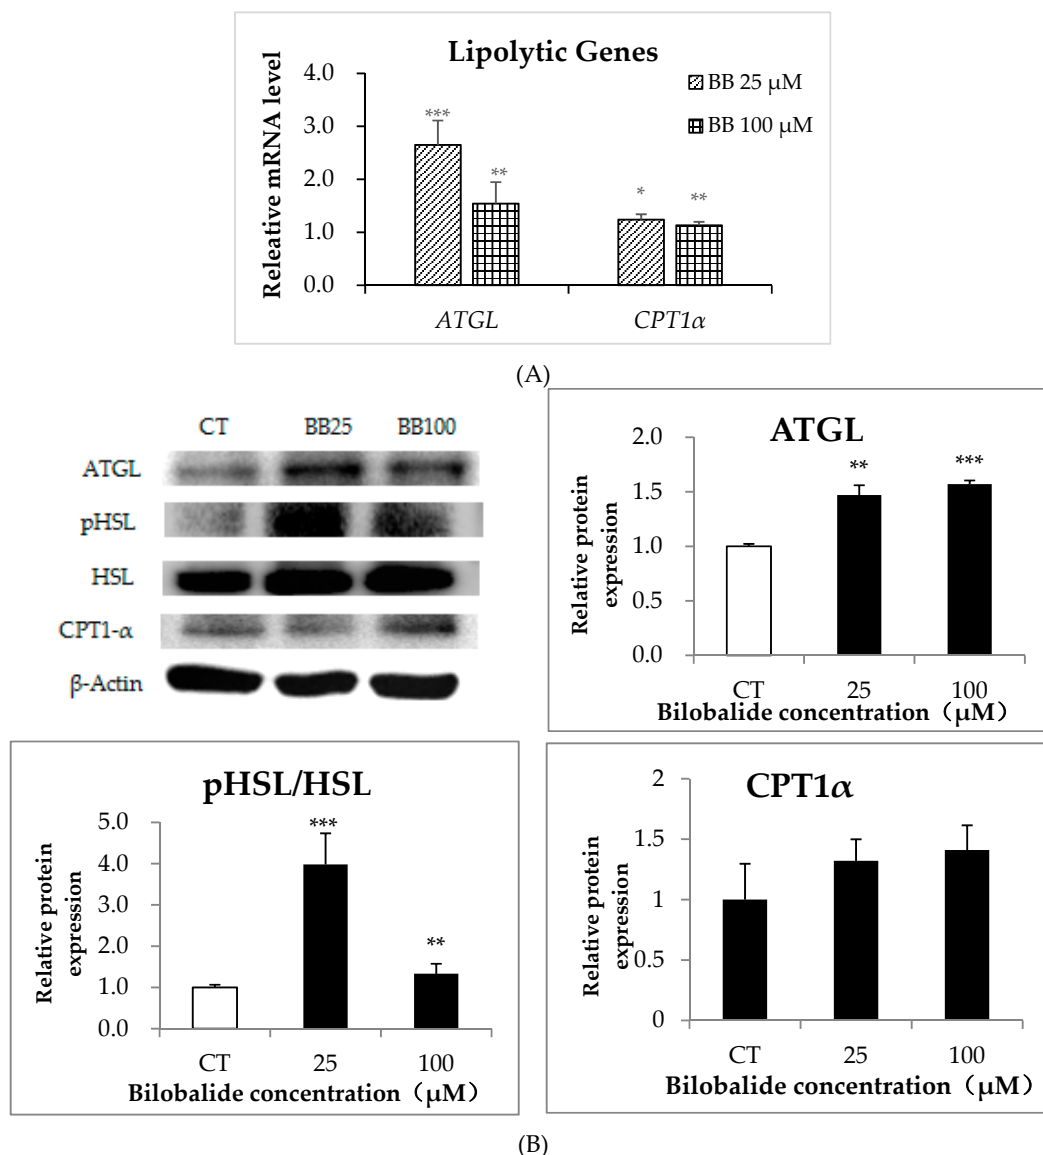 Lipolytic Genes
Releative mRNA level
4.0
3.0
2.0
1.0
0.0
BB 25 μM
BB 100 μM
***
**
*
**
ATGL
CPT1α
(A)
CT BB25 BB100
ATGL
pHSL
HSL
CPT1-α
β-Actin
ATGL
Relative protein
expression
2.0
1.5
1.0
0.5
0.0
**
***
CT 25 100
Bilobalide concentration（μM）
pHSL/HSL
Relative protein
expression
5.0
4.0
3.0
2.0
1.0
0.0
***
**
CT 25 100
Bilobalide concentration（μM）
CPT1α
Relative protein
expression
2
1.5
1
0.5
0
CT 25 100
Bilobalide concentration（μM）
(B)